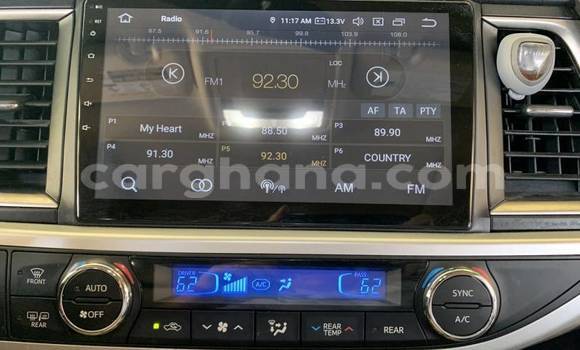 Radio 11:17 AM 13.3V
87.5 91.6 95.7 99.8 103.9 108.0
LOC
FM1 92.30 MHz
AF TA PTY
P1 My Heart MHZ 88.50 MHZ P3 89.90 MHZ
P4 91.30 MHZ P5 92.30 MHZ P6 COUNTRY MHZ
carghana.com
AM FM
DRIVER 62 A/C PASS 62
FRONT AUTO SYNC
REAR OFF REAR TEMP REAR A/C